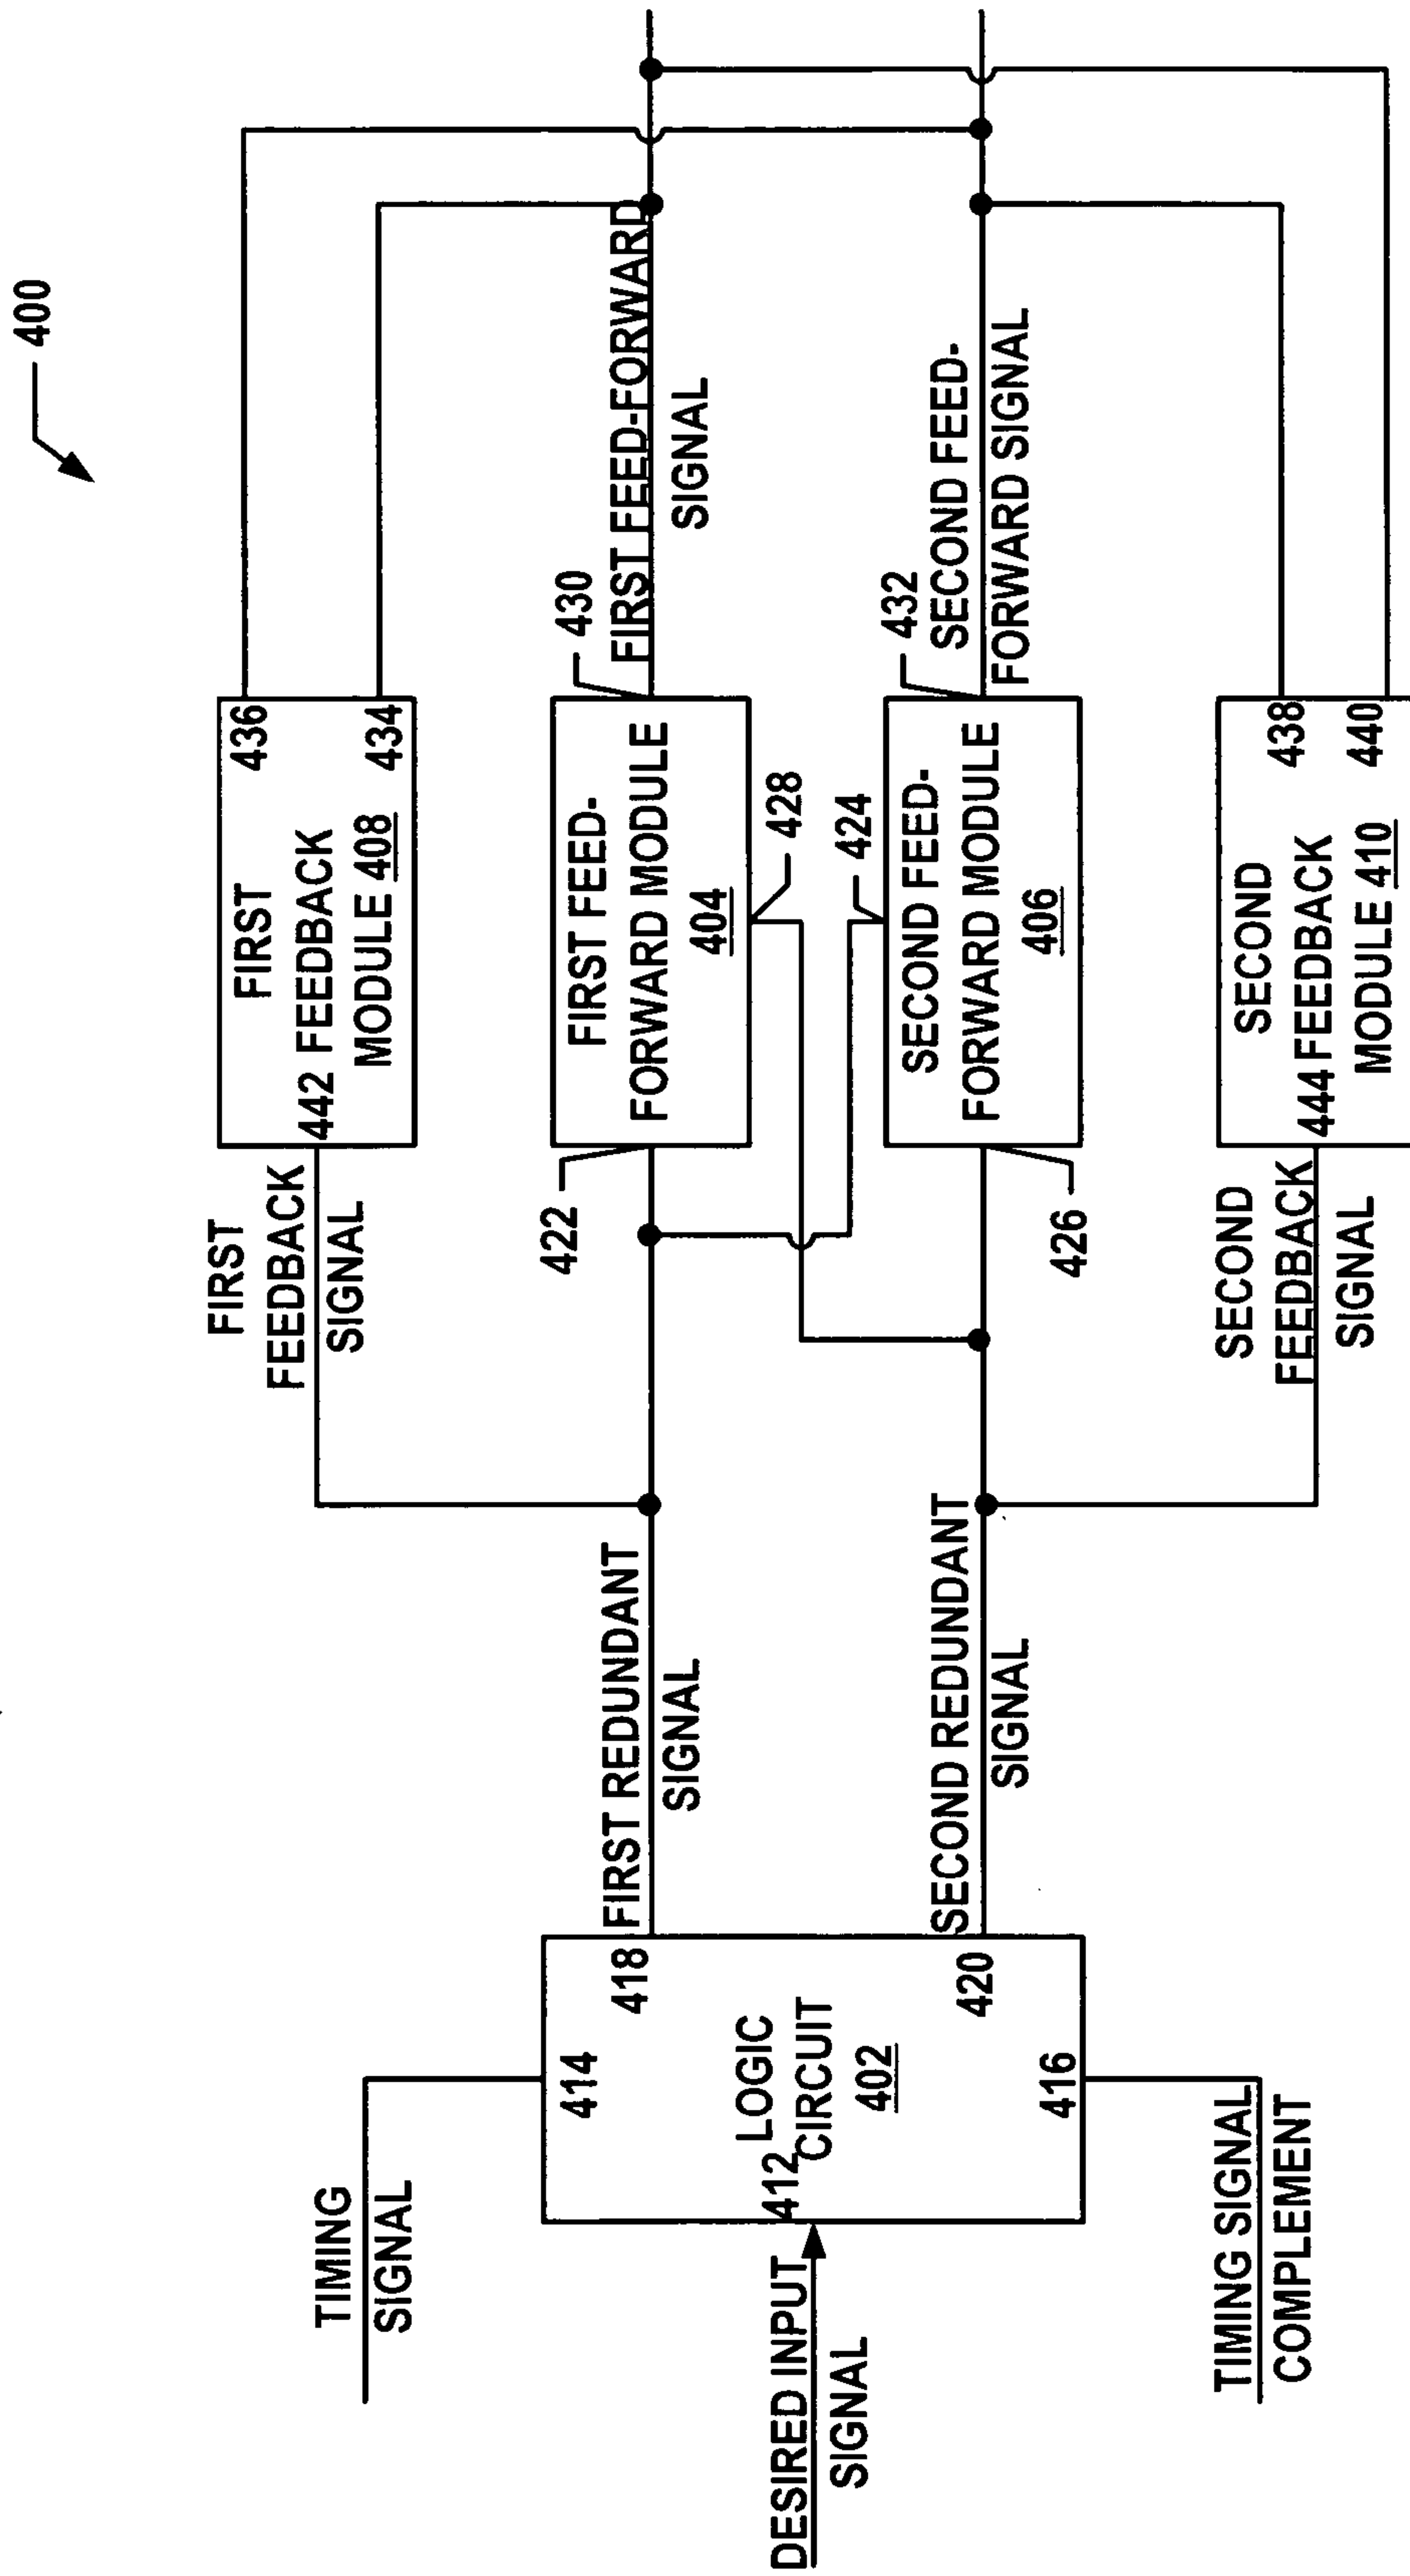 400
FIRST
FEEDBACK
SIGNAL
FIRST
442 FEEDBACK
MODULE 408
436
434
TIMING
SIGNAL
414
418
FIRST REDUNDANT
SIGNAL
422
FIRST FEED-
FORWARD MODULE
404
430
FIRST FEED-FORWARD
SIGNAL
428
DESIRED INPUT
SIGNAL
412
LOGIC
CIRCUIT
402
424
420
SECOND REDUNDANT
SIGNAL
426
SECOND FEED-
FORWARD MODULE
406
432
SECOND FEED-
FORWARD SIGNAL
416
TIMING SIGNAL
COMPLEMENT
SECOND
FEEDBACK
SIGNAL
SECOND
444 FEEDBACK
MODULE 410
438
440